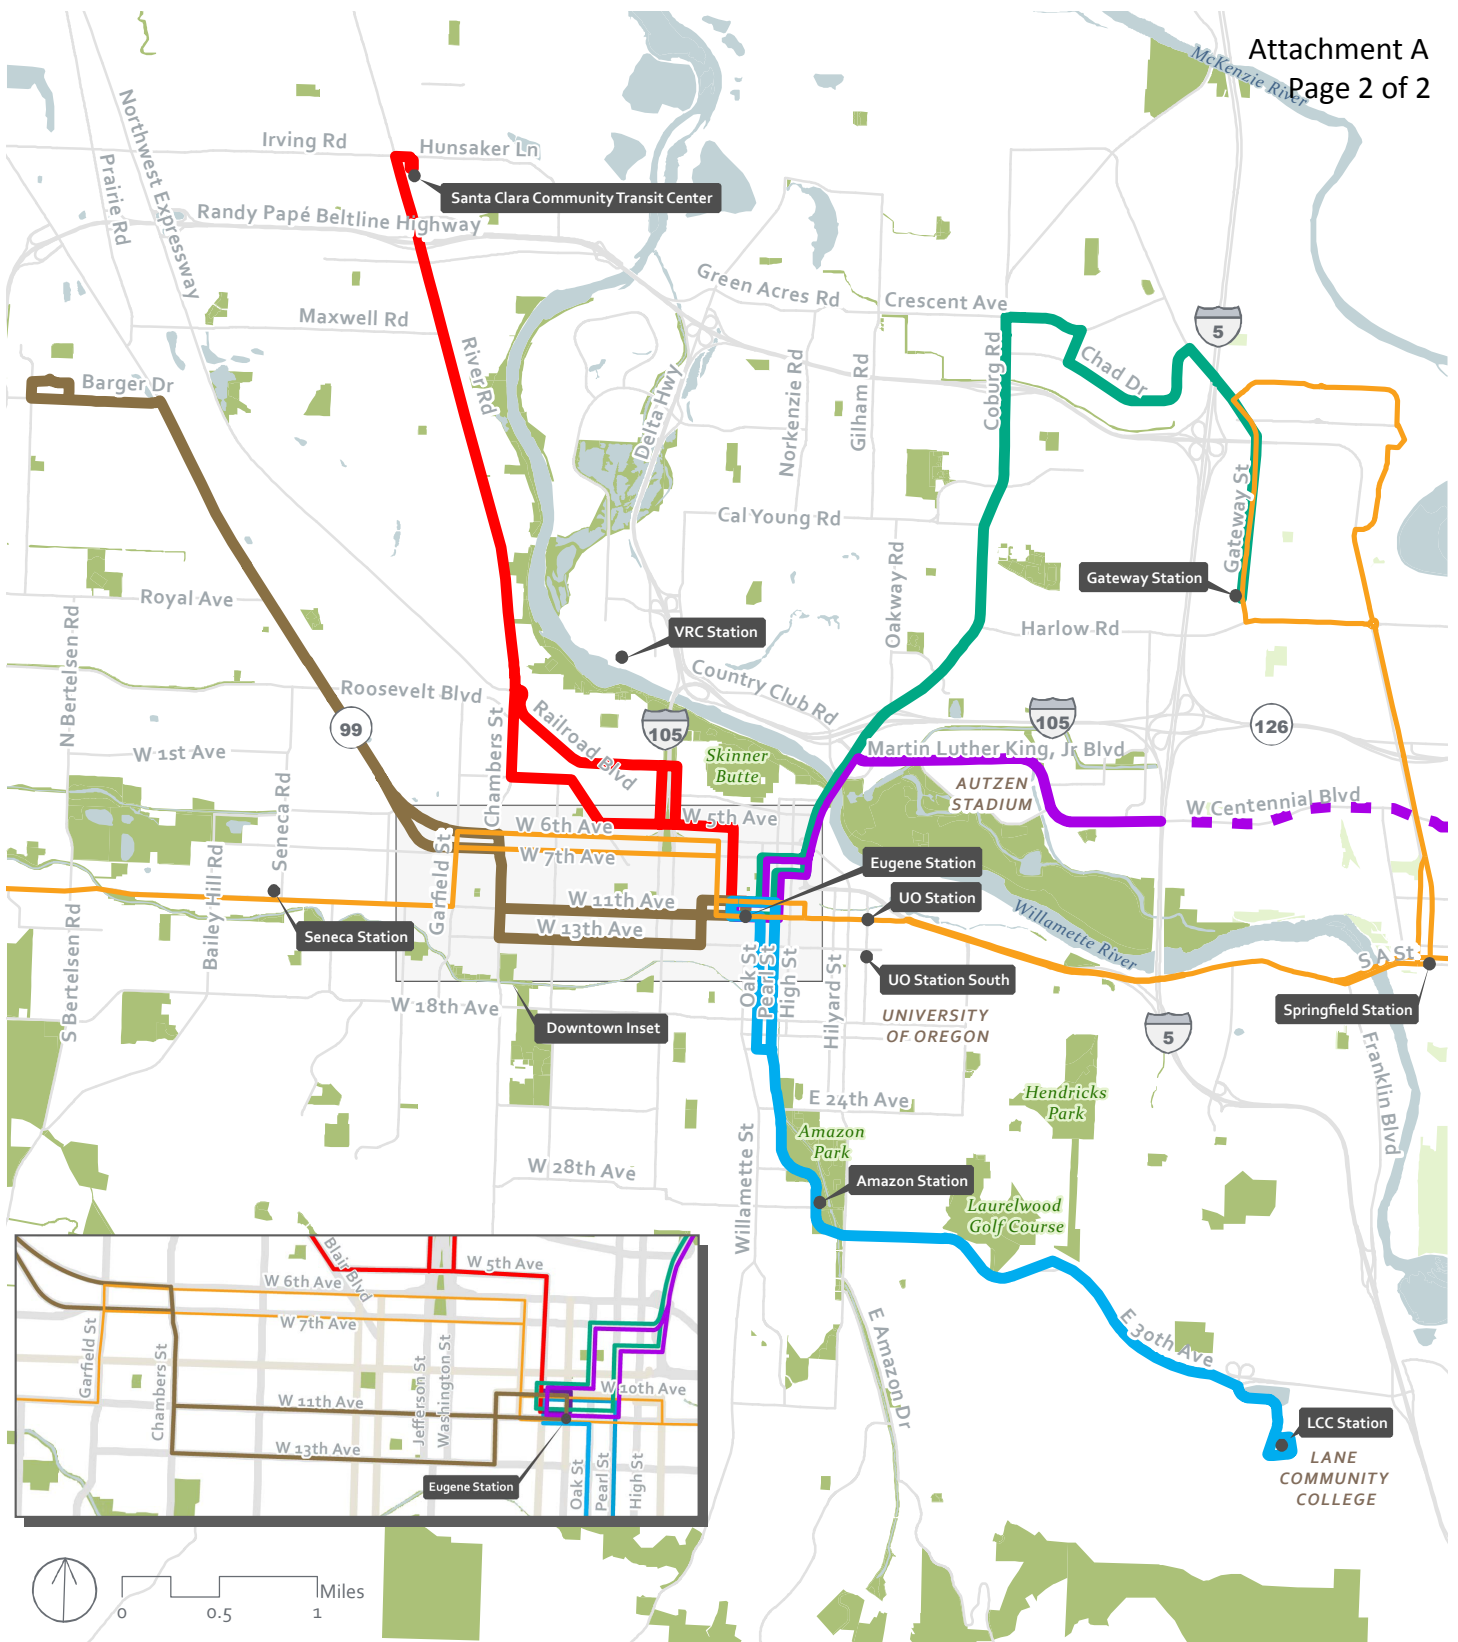 Attachment A
Page 2 of 2
McKenzie River
Northwest Expressway
Prairie Rd
Irving Rd
Hunsaker Ln
Santa Clara Community Transit Center
Randy Papé Beltline Highway
Green Acres Rd
Crescent Ave
Maxwell Rd
River Rd
5
Barger Dr
Delta Hwy
Norkenzie Rd
Gilham Rd
Coburg Rd
Chad Dr
Gateway St
Cal Young Rd
Oakway Rd
Gateway Station
Royal Ave
N Bertelsen Rd
VRC Station
Harlow Rd
Roosevelt Blvd
Country Club Rd
Railroad Blvd
99
105
105
126
W 1st Ave
Chambers St
Skinner
Butte
Martin Luther King, Jr Blvd
AUTZEN
STADIUM
W Centennial Blvd
Seneca Rd
W 5th Ave
W 6th Ave
W 7th Ave
Garfield St
Bailey Hill Rd
Eugene Station
UO Station
W 11th Ave
W 13th Ave
Seneca Station
S Bertelsen Rd
Willamette River
Oak St
Pearl St
High St
Hilyard St
UO Station South
S A St
Springfield Station
W 18th Ave
Downtown Inset
UNIVERSITY
OF OREGON
5
Franklin Blvd
E 24th Ave
Hendricks
Park
Amazon
Park
W 28th Ave
Willamette St
Amazon Station
Laurelwood
Golf Course
E 30th Ave
E Amazon Dr
LCC Station
LANE
COMMUNITY
COLLEGE
Blair Blvd
W 5th Ave
W 6th Ave
W 7th Ave
Garfield St
Chambers St
Jefferson St
Washington St
W 10th Ave
W 11th Ave
W 13th Ave
Eugene Station
Oak St
Pearl St
High St
Miles
0
0.5
1